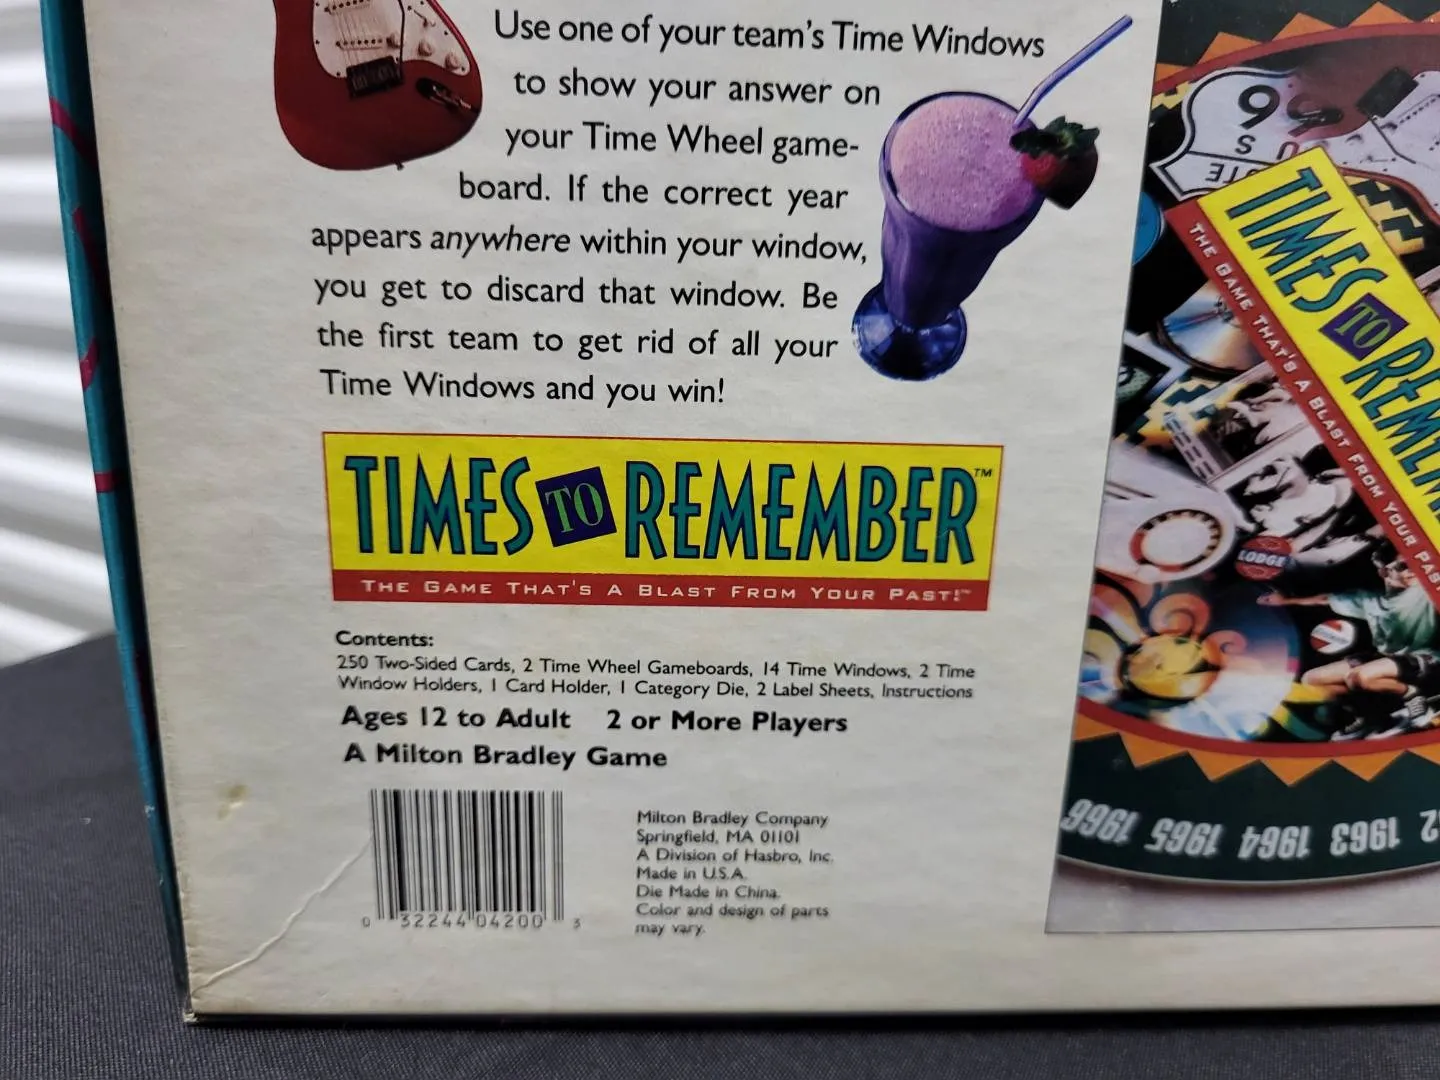 Use one of your team's Time Windows
to show your answer on
your Time Wheel game-
board. If the correct year
appears anywhere within your window,
you get to discard that window. Be
the first team to get rid of all your
Time Windows and you win!
TIMES TO REMEMBER™
THE GAME THAT'S A BLAST FROM YOUR PAST!™
Contents:
250 Two-Sided Cards, 2 Time Wheel Gameboards, 14 Time Windows, 2 Time
Window Holders, 1 Card Holder, 1 Category Die, 2 Label Sheets, Instructions
Ages 12 to Adult 2 or More Players
A Milton Bradley Game
0 32244 04200 3
Milton Bradley Company
Springfield, MA 01101
A Division of Hasbro, Inc.
Made in U.S.A.
Die Made in China.
Color and design of parts
may vary.
66
U S
TIMES TO REMEM
THE GAME THAT'S A BLAST FROM YOUR PAS
LODGE
1966 1965 1964 1963